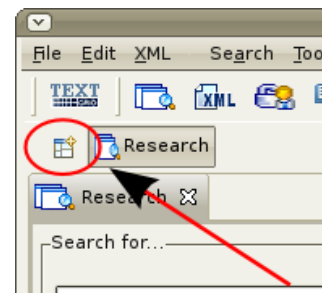 File Edit XML Search Too
TEXT XML
Research
Research
Search for...